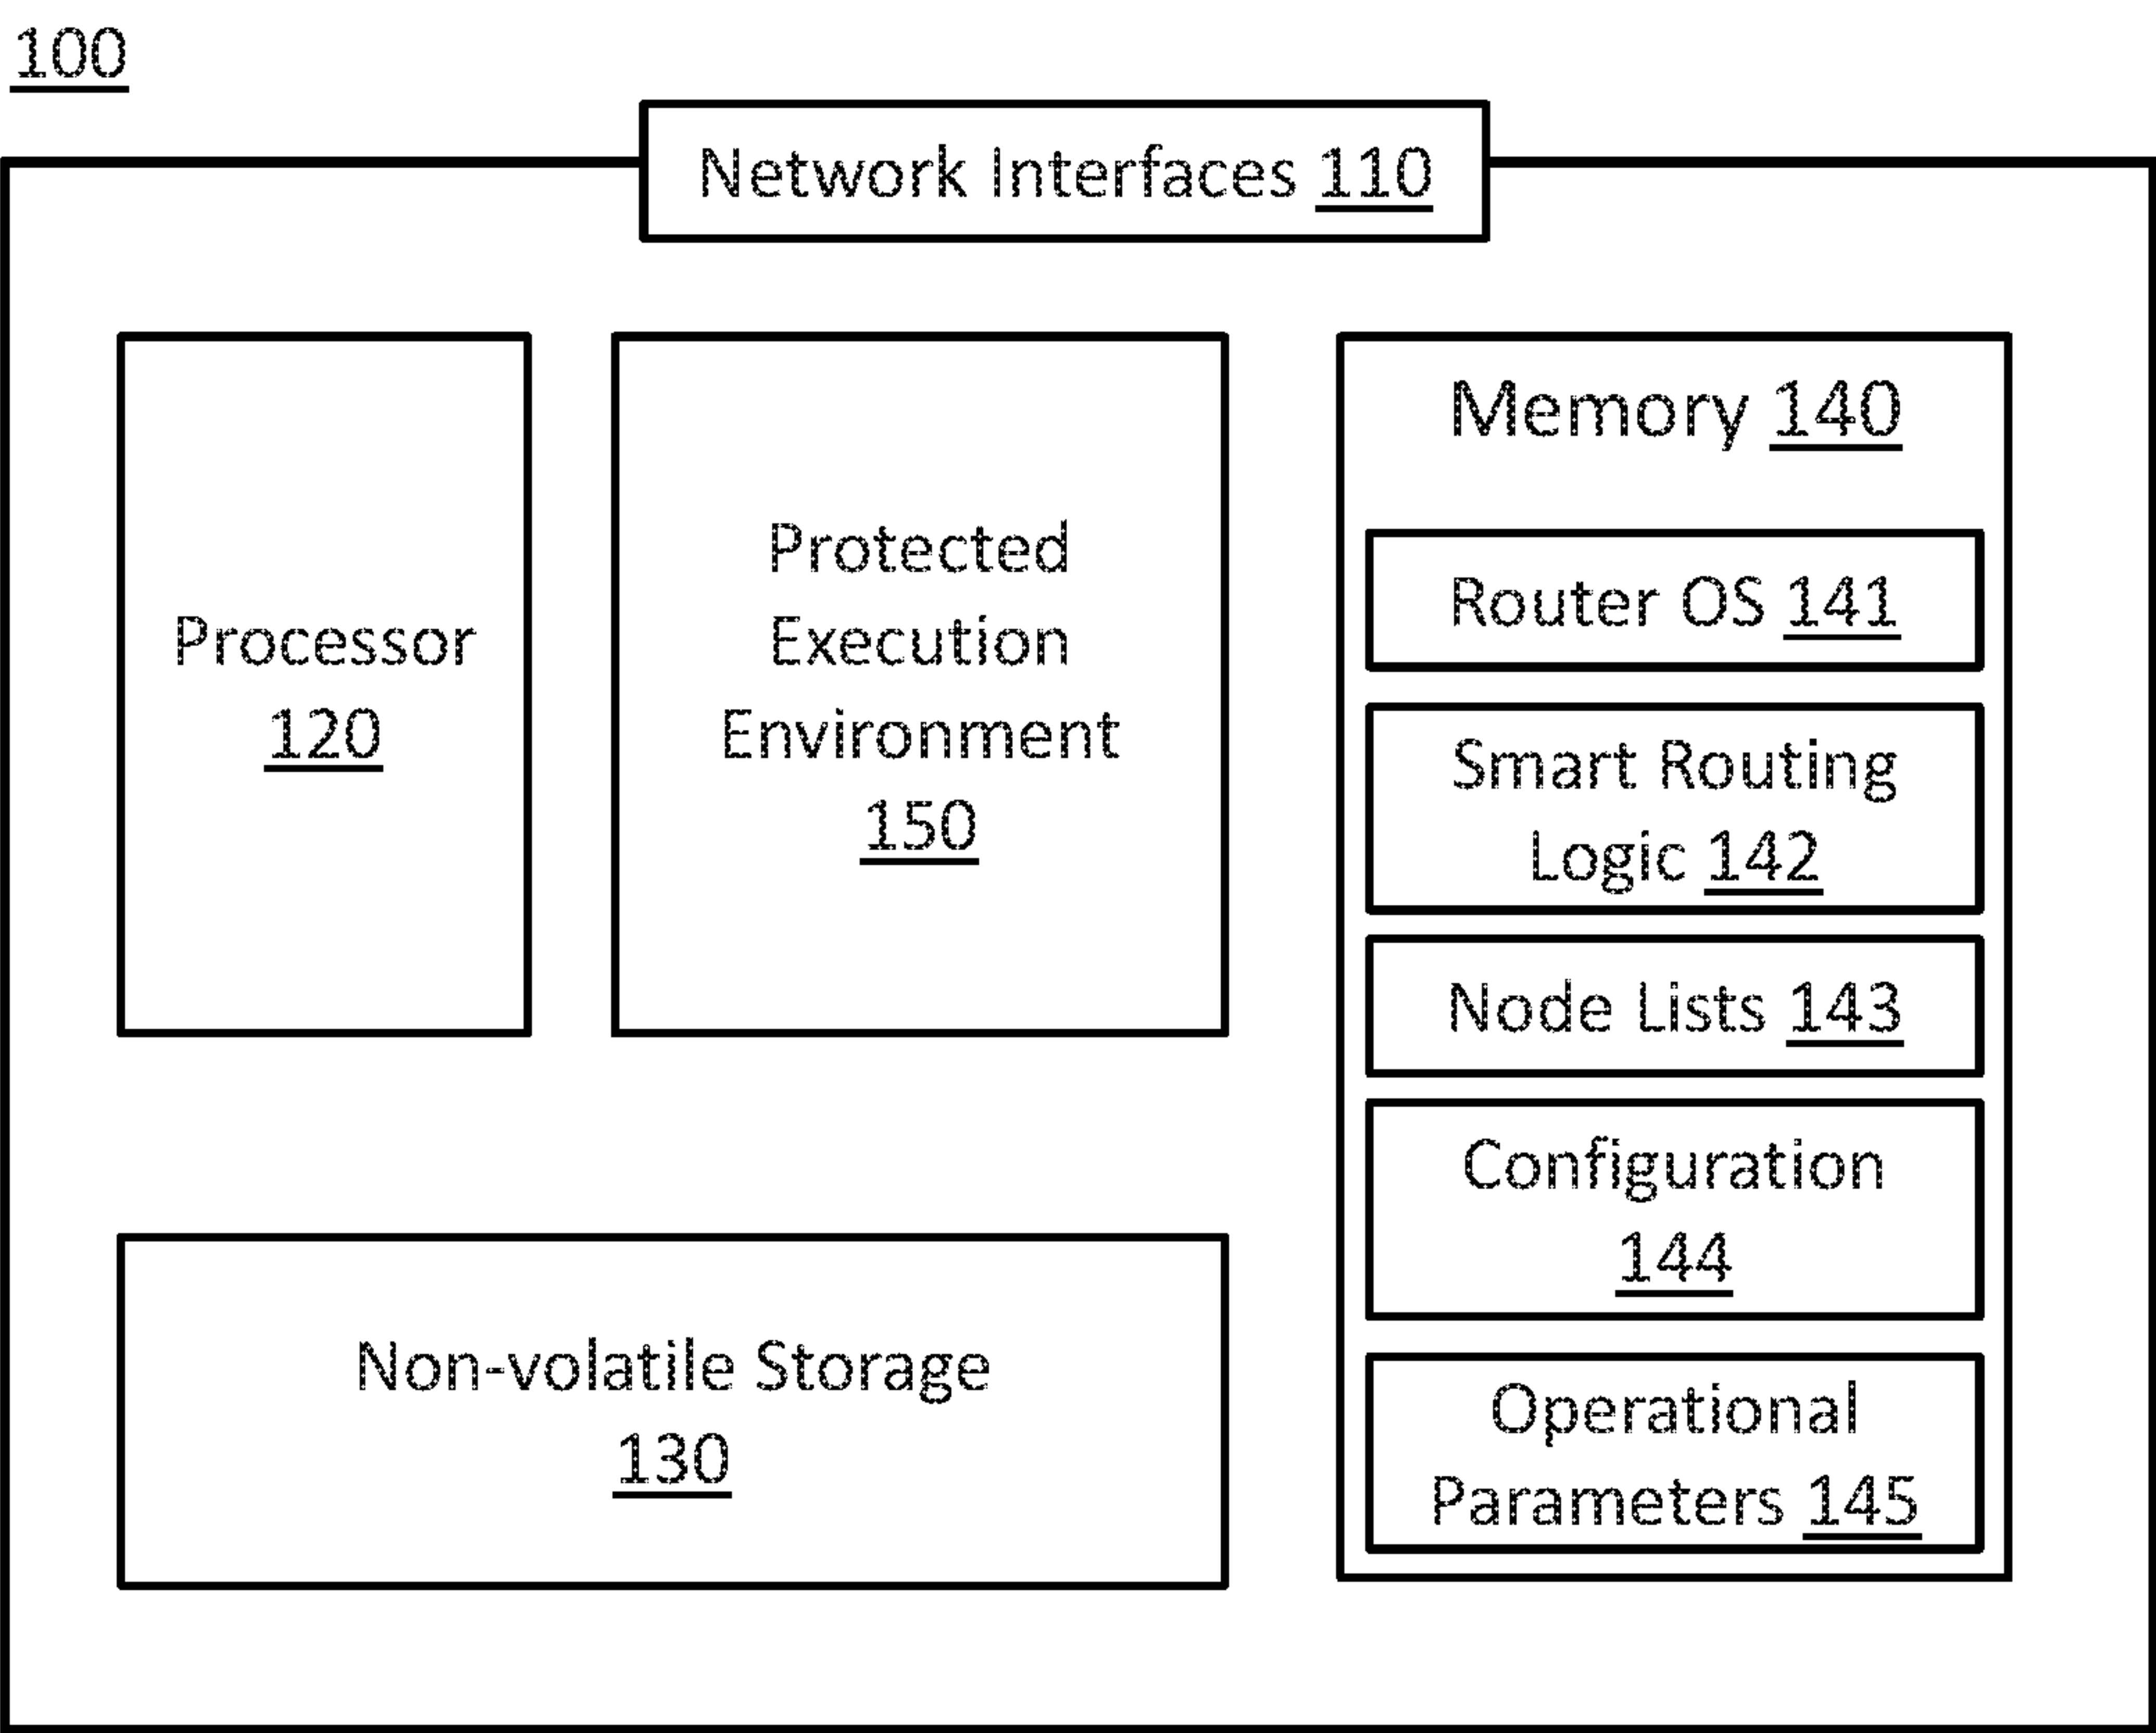 100
Network Interfaces 110
Processor
120
Protected
Execution
Environment
150
Memory 140
Router OS 141
Smart Routing
Logic 142
Node Lists 143
Configuration
144
Operational
Parameters 145
Non-volatile Storage
130